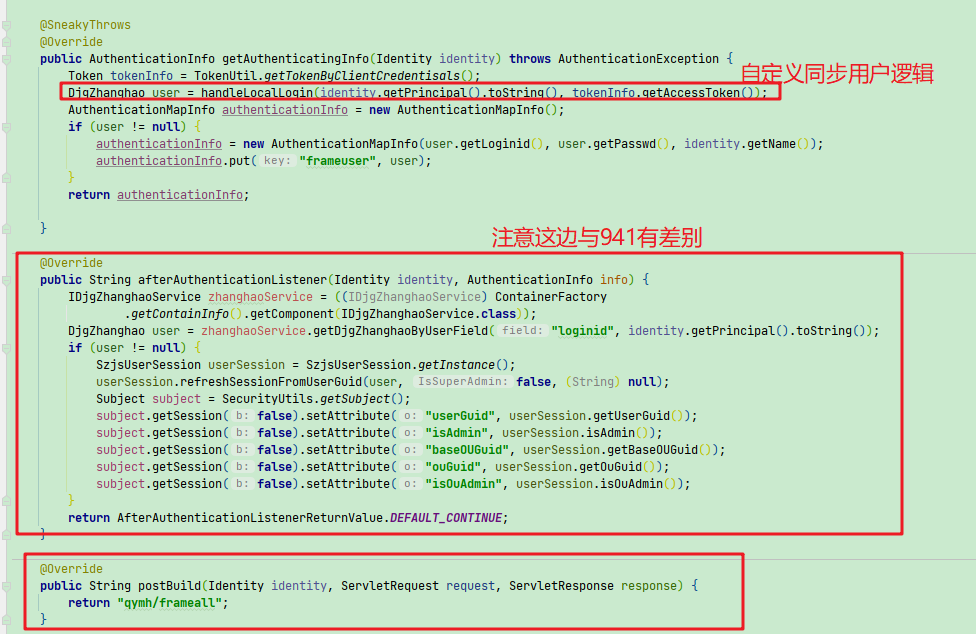 @SneakyThrows
@Override
public AuthenticationInfo getAuthenticatingInfo(Identity identity) throws AuthenticationException {
Token tokenInfo = TokenUtil.getTokenByClientCredentisals();
自定义同步用户逻辑
DjgZhanghao user = handleLocalLogin(identity.getPrincipal().toString(), tokenInfo.getAccessToken());
AuthenticationMapInfo authenticationInfo = new AuthenticationMapInfo();
if (user != null) {
authenticationInfo = new AuthenticationMapInfo(user.getLoginid(), user.getPasswd(), identity.getName());
authenticationInfo.put( key: "frameuser", user);
}
return authenticationInfo;
}
注意这边与941有差别
@Override
public String afterAuthenticationListener(Identity identity, AuthenticationInfo info) {
IDjgZhanghaoService zhanghaoService = ((IDjgZhanghaoService) ContainerFactory
.getContainInfo().getComponent(IDjgZhanghaoService.class));
DjgZhanghao user = zhanghaoService.getDjgZhanghaoByUserField( field: "loginid", identity.getPrincipal().toString());
if (user != null) {
SzjsUserSession userSession = SzjsUserSession.getInstance();
userSession.refreshSessionFromUserGuid(user, IsSuperAdmin: false, (String) null);
Subject subject = SecurityUtils.getSubject();
subject.getSession( b: false).setAttribute( o: "userGuid", userSession.getUserGuid());
subject.getSession( b: false).setAttribute( o: "isAdmin", userSession.isAdmin());
subject.getSession( b: false).setAttribute( o: "baseOUGuid", userSession.getBaseOUGuid());
subject.getSession( b: false).setAttribute( o: "ouGuid", userSession.getOuGuid());
subject.getSession( b: false).setAttribute( o: "isOuAdmin", userSession.isOuAdmin());
}
return AfterAuthenticationListenerReturnValue.DEFAULT_CONTINUE;
}
@Override
public String postBuild(Identity identity, ServletRequest request, ServletResponse response) {
return "qymh/frameall";
}